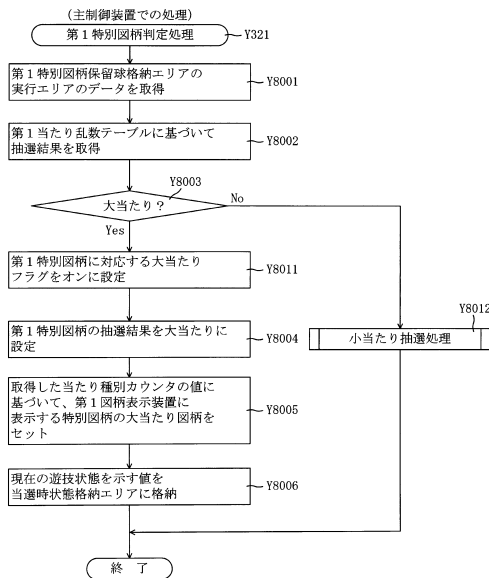 (主制御装置での処理)
第1特別図柄判定処理
Y321
第1特別図柄保留球格納エリアの
実行エリアのデータを取得
Y8001
第1当たり乱数テーブルに基づいて
抽選結果を取得
Y8002
Y8003
大当たり？
No
Yes
第1特別図柄に対応する大当たり
フラグをオンに設定
Y8011
Y8012
第1特別図柄の抽選結果を大当たりに
設定
Y8004
小当たり抽選処理
取得した当たり種別カウンタの値に
基づいて、第1図柄表示装置に
表示する特別図柄の大当たり図柄を
セット
Y8005
現在の遊技状態を示す値を
当選時状態格納エリアに格納
Y8006
終 了